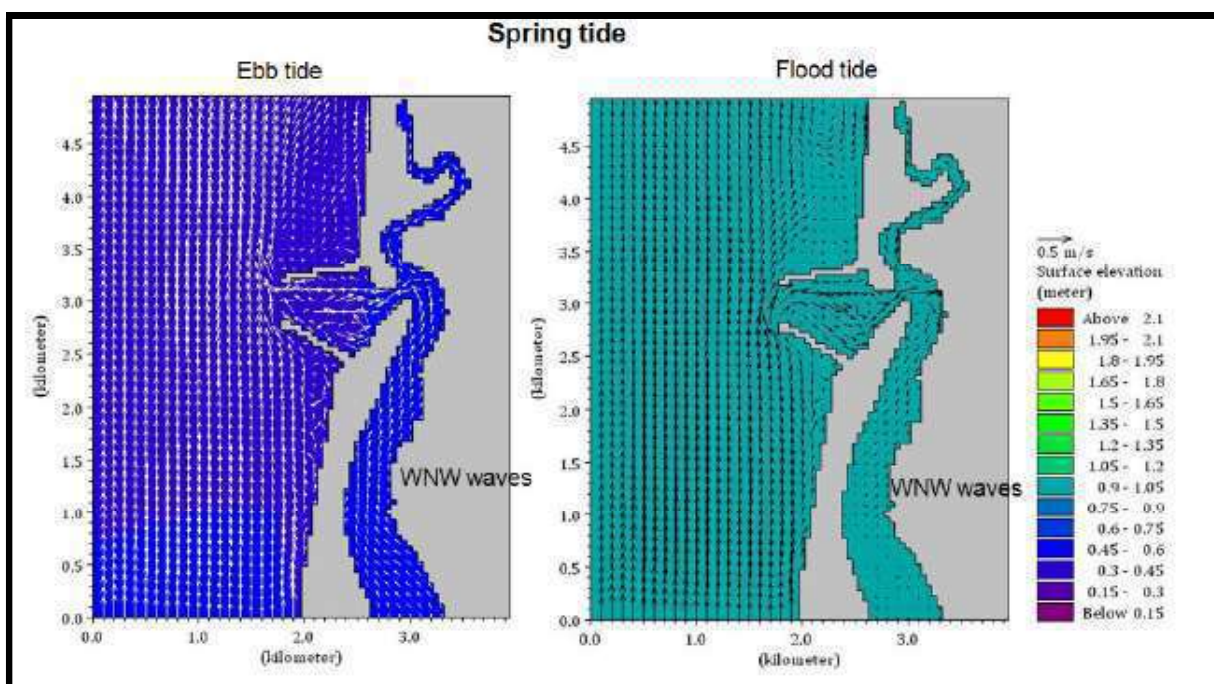 Spring tide
Ebb tide
Flood tide
4.5
4.0
3.5
3.0
2.5
2.0
1.5
1.0
0.5
0.0
(kilometer)
0.0 1.0 2.0 3.0
(kilometer)
WNW waves
4.5
4.0
3.5
3.0
2.5
2.0
1.5
1.0
0.5
0.0
(kilometer)
0.0 1.0 2.0 3.0
(kilometer)
WNW waves
0.5 m/s
Surface elevation
(meter)
Above 2.1
1.95 - 2.1
1.8 - 1.95
1.65 - 1.8
1.5 - 1.65
1.35 - 1.5
1.2 - 1.35
1.05 - 1.2
0.9 - 1.05
0.75 - 0.9
0.6 - 0.75
0.45 - 0.6
0.3 - 0.45
0.15 - 0.3
Below 0.15